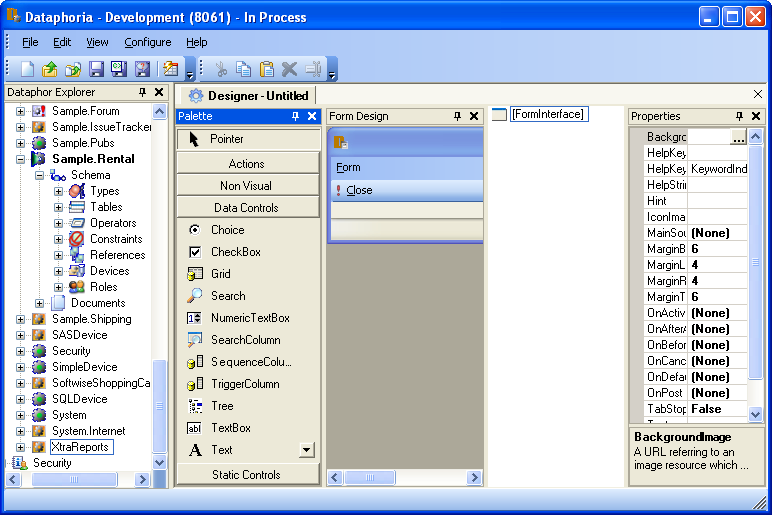 Dataphoria - Development (8061) - In Process
File Edit View Configure Help
Dataphor Explorer
Sample.Forum
Sample.IssueTracker
Sample.Pubs
Sample.Rental
Schema
Types
Tables
Operators
Constraints
References
Devices
Roles
Documents
Sample.Shipping
SASDevice
Security
SimpleDevice
SoftwiseShoppingCa
SQLDevice
System
System.Internet
XtraReports
Security
Designer - Untitled
Palette
Pointer
Actions
Non Visual
Data Controls
Choice
CheckBox
Grid
Search
NumericTextBox
SearchColumn
SequenceColu...
TriggerColumn
Tree
TextBox
Text
Static Controls
Form Design
Form
Close
[FormInterface]
Properties
Backgro
HelpKey
HelpKey KeywordInd
HelpStrin
Hint
IconIma
MainSou (None)
MarginB 6
MarginL 4
MarginR 4
MarginT 6
OnActiv (None)
OnAfterA (None)
OnBefor (None)
OnCanc (None)
OnDefau (None)
OnPost (None)
TabStop False
BackgroundImage
A URL referring to an
image resource which ...